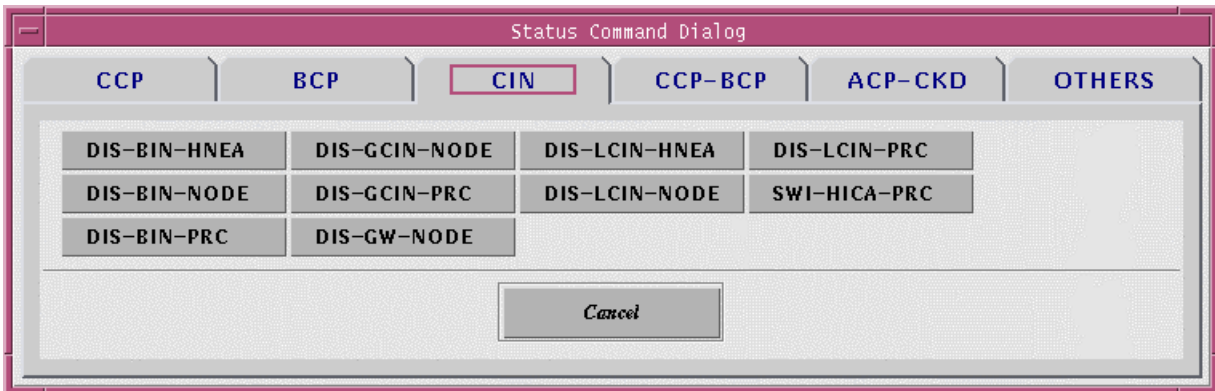 Status Command Dialog
CCP BCP CIN CCP-BCP ACP-CKD OTHERS
DIS-BIN-HNEA DIS-GCIN-NODE DIS-LCIN-HNEA DIS-LCIN-PRC
DIS-BIN-NODE DIS-GCIN-PRC DIS-LCIN-NODE SWI-HICA-PRC
DIS-BIN-PRC DIS-GW-NODE
Cancel